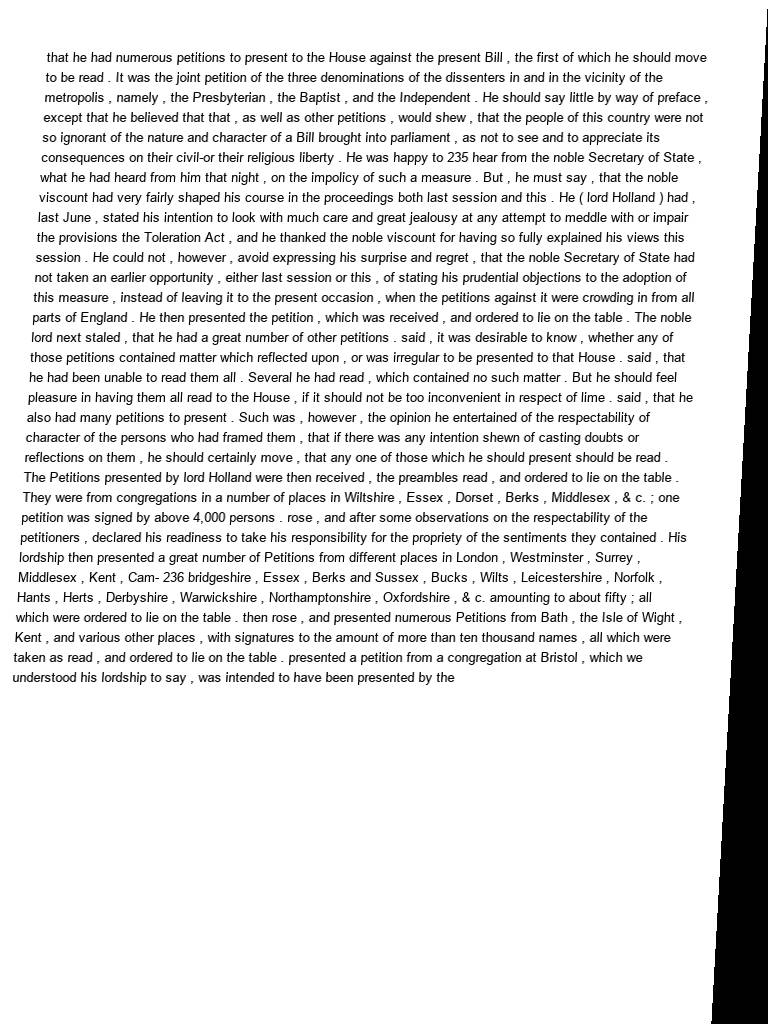 that he had numerous petitions to present to the House against the present Bill , the first of which he should move
to be read . It was the joint petition of the three denominations of the dissenters in and in the vicinity of the
metropolis , namely , the Presbyterian , the Baptist , and the Independent . He should say little by way of preface ,
except that he believed that that , as well as other petitions , would shew , that the people of this country were not
so ignorant of the nature and character of a Bill brought into parliament , as not to see and to appreciate its
consequences on their civil-or their religious liberty . He was happy to 235 hear from the noble Secretary of State ,
what he had heard from him that night , on the impolicy of such a measure . But , he must say , that the noble
viscount had very fairly shaped his course in the proceedings both last session and this . He ( lord Holland ) had ,
last June , stated his intention to look with much care and great jealousy at any attempt to meddle with or impair
the provisions the Toleration Act , and he thanked the noble viscount for having so fully explained his views this
session . He could not , however , avoid expressing his surprise and regret , that the noble Secretary of State had
not taken an earlier opportunity , either last session or this , of stating his prudential objections to the adoption of
this measure , instead of leaving it to the present occasion , when the petitions against it were crowding in from all
parts of England . He then presented the petition , which was received , and ordered to lie on the table . The noble
lord next staled , that he had a great number of other petitions . said , it was desirable to know , whether any of
those petitions contained matter which reflected upon , or was irregular to be presented to that House . said , that
he had been unable to read them all . Several he had read , which contained no such matter . But he should feel
pleasure in having them all read to the House , if it should not be too inconvenient in respect of lime . said , that he
also had many petitions to present . Such was , however , the opinion he entertained of the respectability of
character of the persons who had framed them , that if there was any intention shewn of casting doubts or
reflections on them , he should certainly move , that any one of those which he should present should be read .
The Petitions presented by lord Holland were then received , the preambles read , and ordered to lie on the table .
They were from congregations in a number of places in Wiltshire , Essex , Dorset , Berks , Middlesex , & c. ; one
petition was signed by above 4,000 persons . rose , and after some observations on the respectability of the
petitioners , declared his readiness to take his responsibility for the propriety of the sentiments they contained . His
lordship then presented a great number of Petitions from different places in London , Westminster , Surrey ,
Middlesex , Kent , Cam- 236 bridgeshire , Essex , Berks and Sussex , Bucks , Wilts , Leicestershire , Norfolk ,
Hants , Herts , Derbyshire , Warwickshire , Northamptonshire , Oxfordshire , & c. amounting to about fifty ; all
which were ordered to lie on the table . then rose , and presented numerous Petitions from Bath , the Isle of Wight ,
Kent , and various other places , with signatures to the amount of more than ten thousand names , all which were
taken as read , and ordered to lie on the table . presented a petition from a congregation at Bristol , which we
understood his lordship to say , was intended to have been presented by the